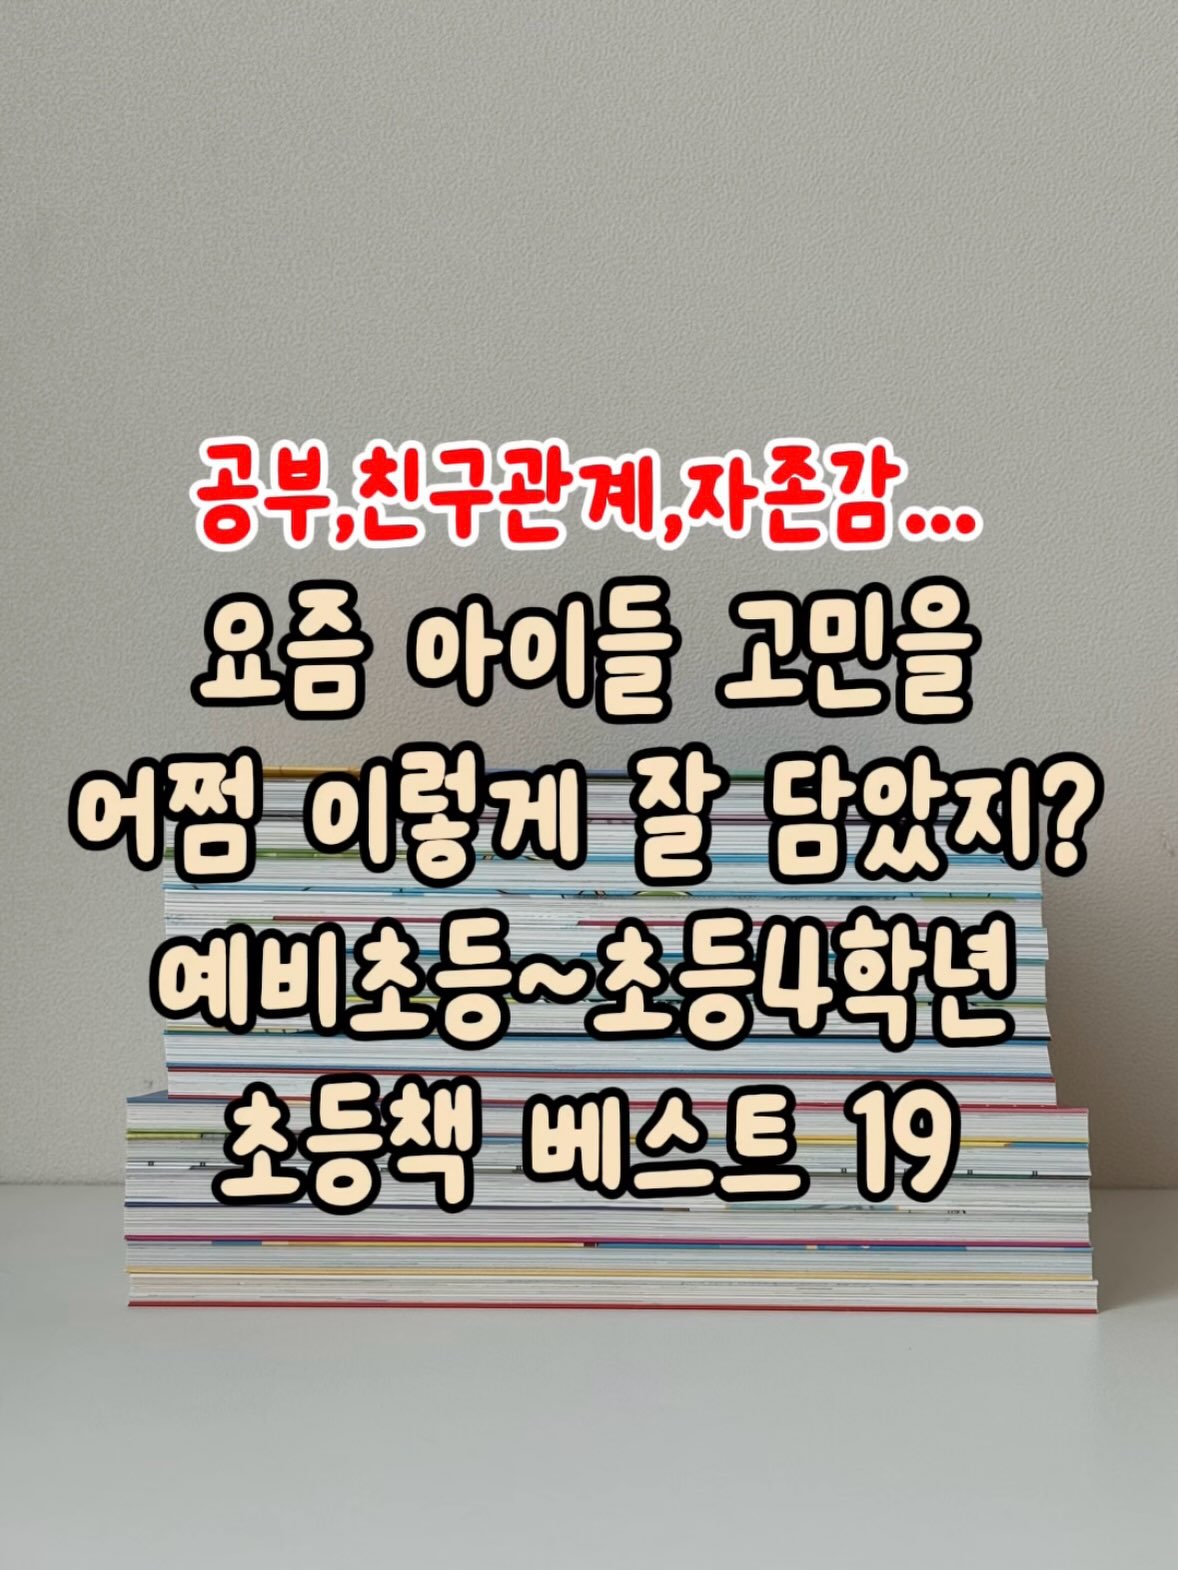 공부,친구관계,자존감...
요즘 아이들 고민을
어쩜 이렇게 잘 담았지?
예비초등~초등4학년
초등책 베스트 19